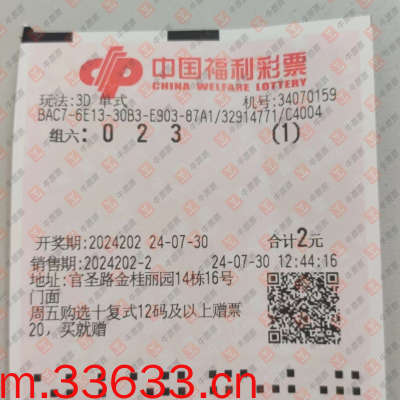 中国福利彩票
CHINA WELFARE LOTTERY
玩法:3D 单式 机号:34070159
BAC7-6E13-30B3-E903-87A1/32914771/C4004
组六: 0 2 3 (1)
开奖期:2024202 24-07-30 合计2元
销售期:2024202-2 24-07-30 12:44:16
地址:官圣路金桂丽园14栋16号
门面
周五购选十复式12码及以上赠票
20，买就赠
m.33633.cn